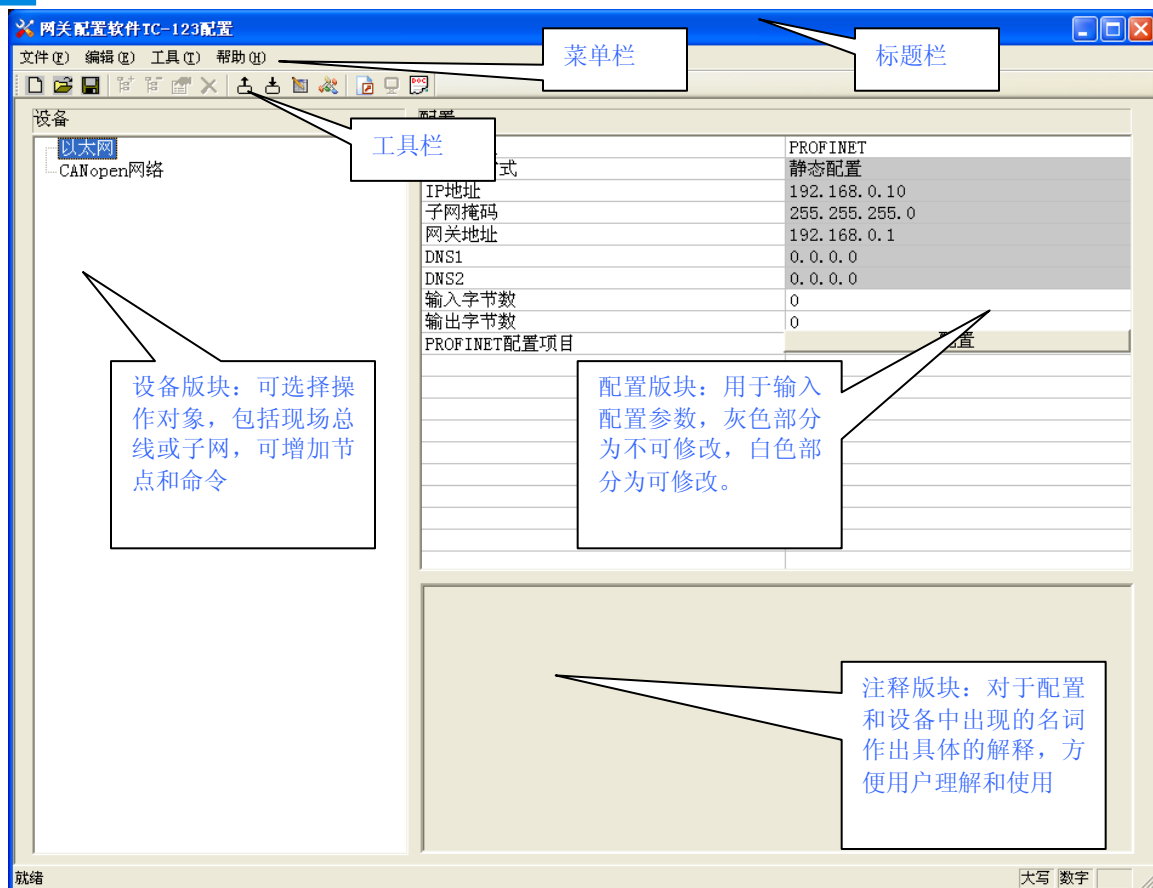 网关配置软件TC-123配置
文件(F) 编辑(E) 工具(T) 帮助(H)
菜单栏
标题栏
工具栏
设备
以太网
CANopen网络
PROFINET
式
静态配置
IP地址
192.168.0.10
子网掩码
255.255.255.0
网关地址
192.168.0.1
DNS1
0.0.0.0
DNS2
0.0.0.0
输入字节数
0
输出字节数
0
PROFINET配置项目
配置
设备版块：可选择操
作对象，包括现场总
线或子网，可增加节
点和命令
配置版块：用于输入
配置参数，灰色部分
为不可修改，白色部
分为可修改。
注释版块：对于配置
和设备中出现的名词
作出具体的解释，方
便用户理解和使用
就绪
大写 数字